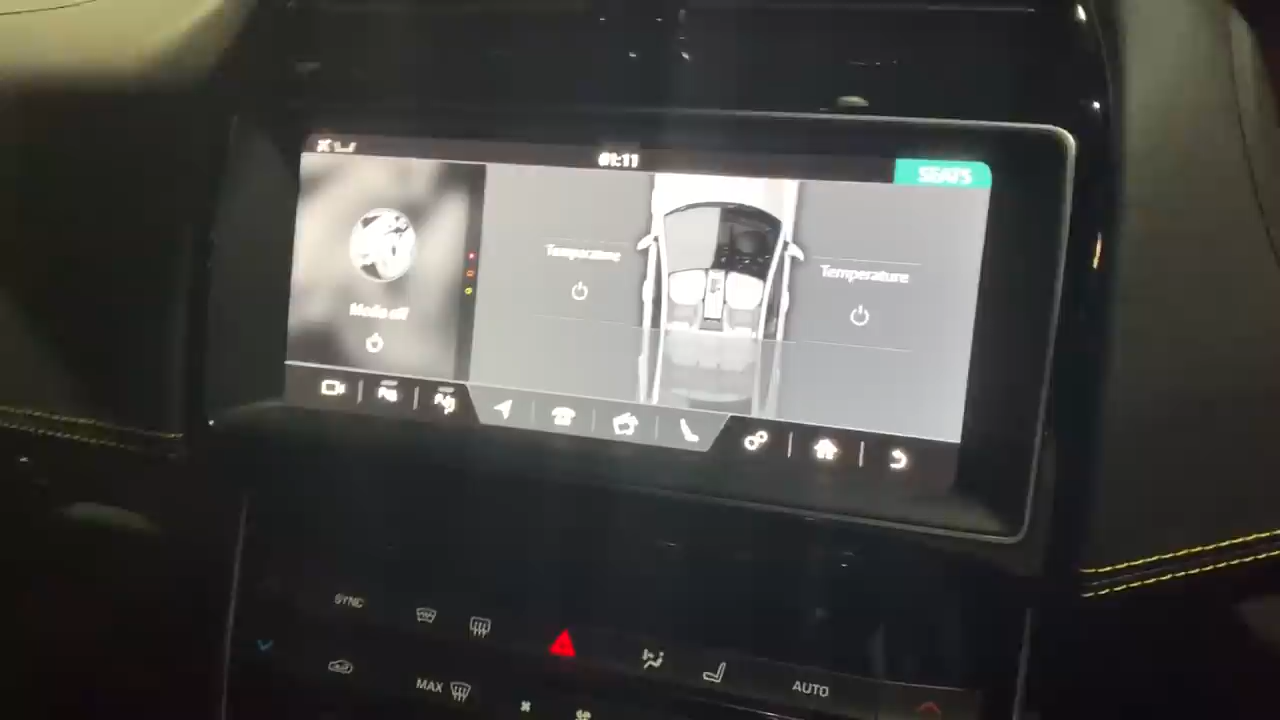 01:11
SEATS
Temperature
Temperature
Media off
SYNC
MAX
AUTO